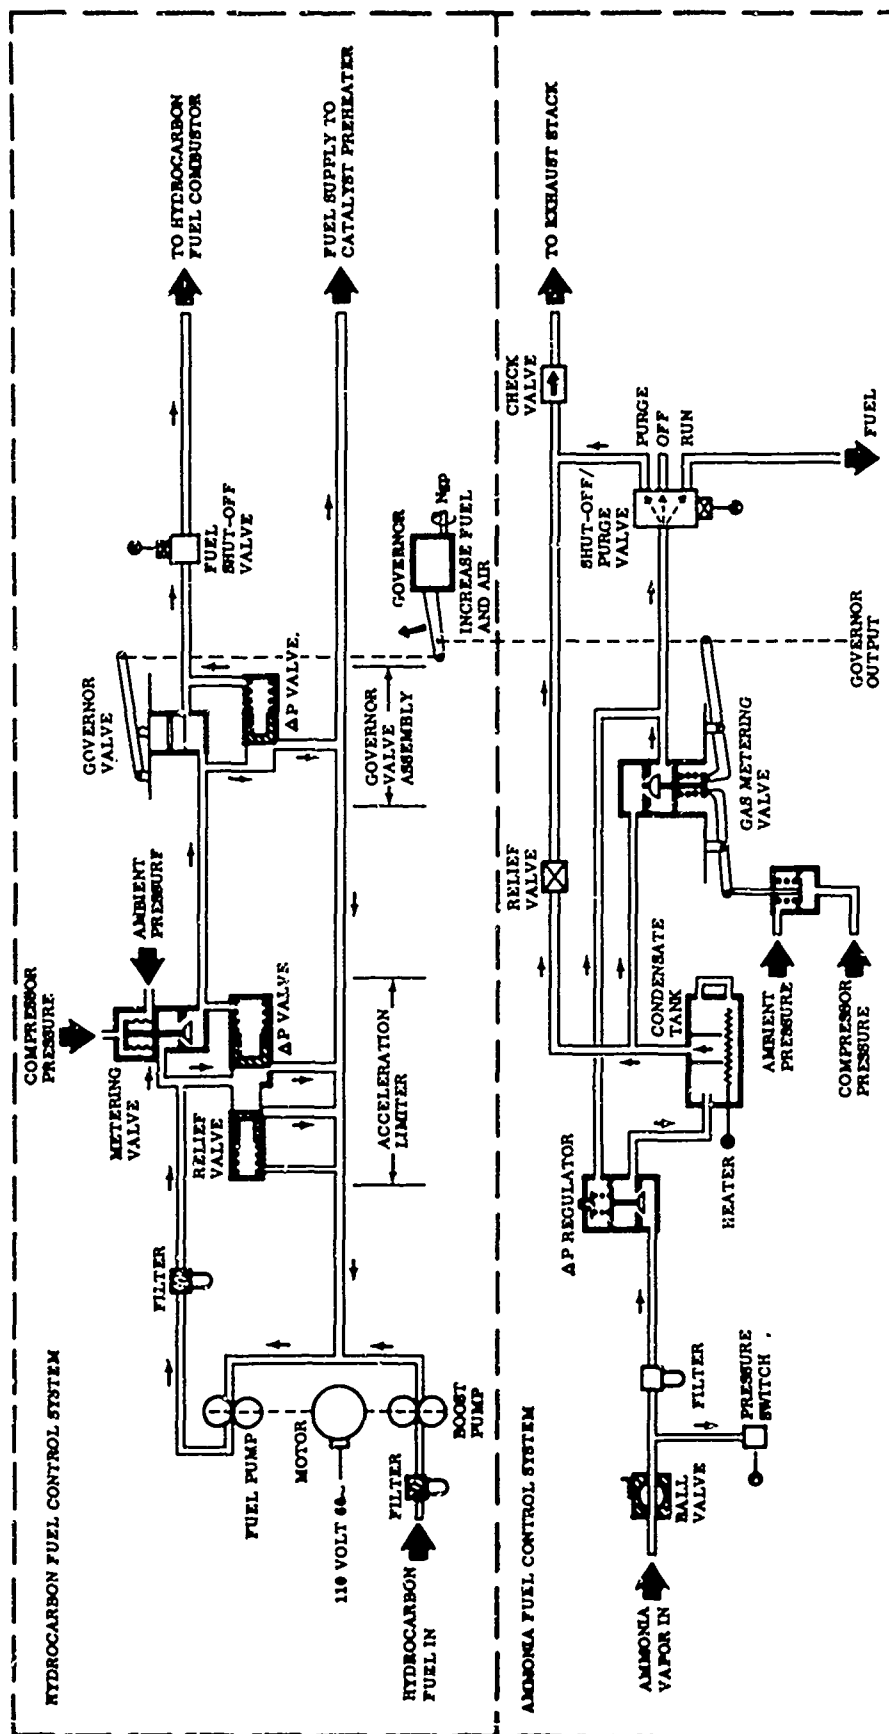 HYDROCARBON FUEL CONTROL SYSTEM
HYDROCARBON
FUEL IN
FILTER
BOOST
PUMP
110 VOLT 60~
MOTOR
FUEL PUMP
FILTER
METERING
VALVE
COMPRESSOR
PRESSURE
AMBIENT
PRESSURE
RELIEF
VALVE
ΔP VALVE
ACCELERATION
LIMITER
GOVERNOR
VALVE
ΔP VALVE.
GOVERNOR
VALVE
ASSEMBLY
FUEL
SHUT-OFF
VALVE
GOVERNOR
Ngp
INCREASE FUEL
AND AIR
TO HYDROCARBON
FUEL COMBUSTOR
FUEL SUPPLY TO
CATALYST PREHEATER
AMMONIA FUEL CONTROL SYSTEM
AMMONIA
VAPOR IN
BALL
VALVE
FILTER
PRESSURE
SWITCH
ΔP REGULATOR
HEATER
CONDENSATE
TANK
RELIEF VALVE
AMBIENT
PRESSURE
COMPRESSOR
PRESSURE
GAS METERING
VALVE
GOVERNOR
OUTPUT
SHUT-OFF/
PURGE
VALVE
PURGE
OFF
RUN
CHECK
VALVE
TO EXHAUST STACK
FUEL